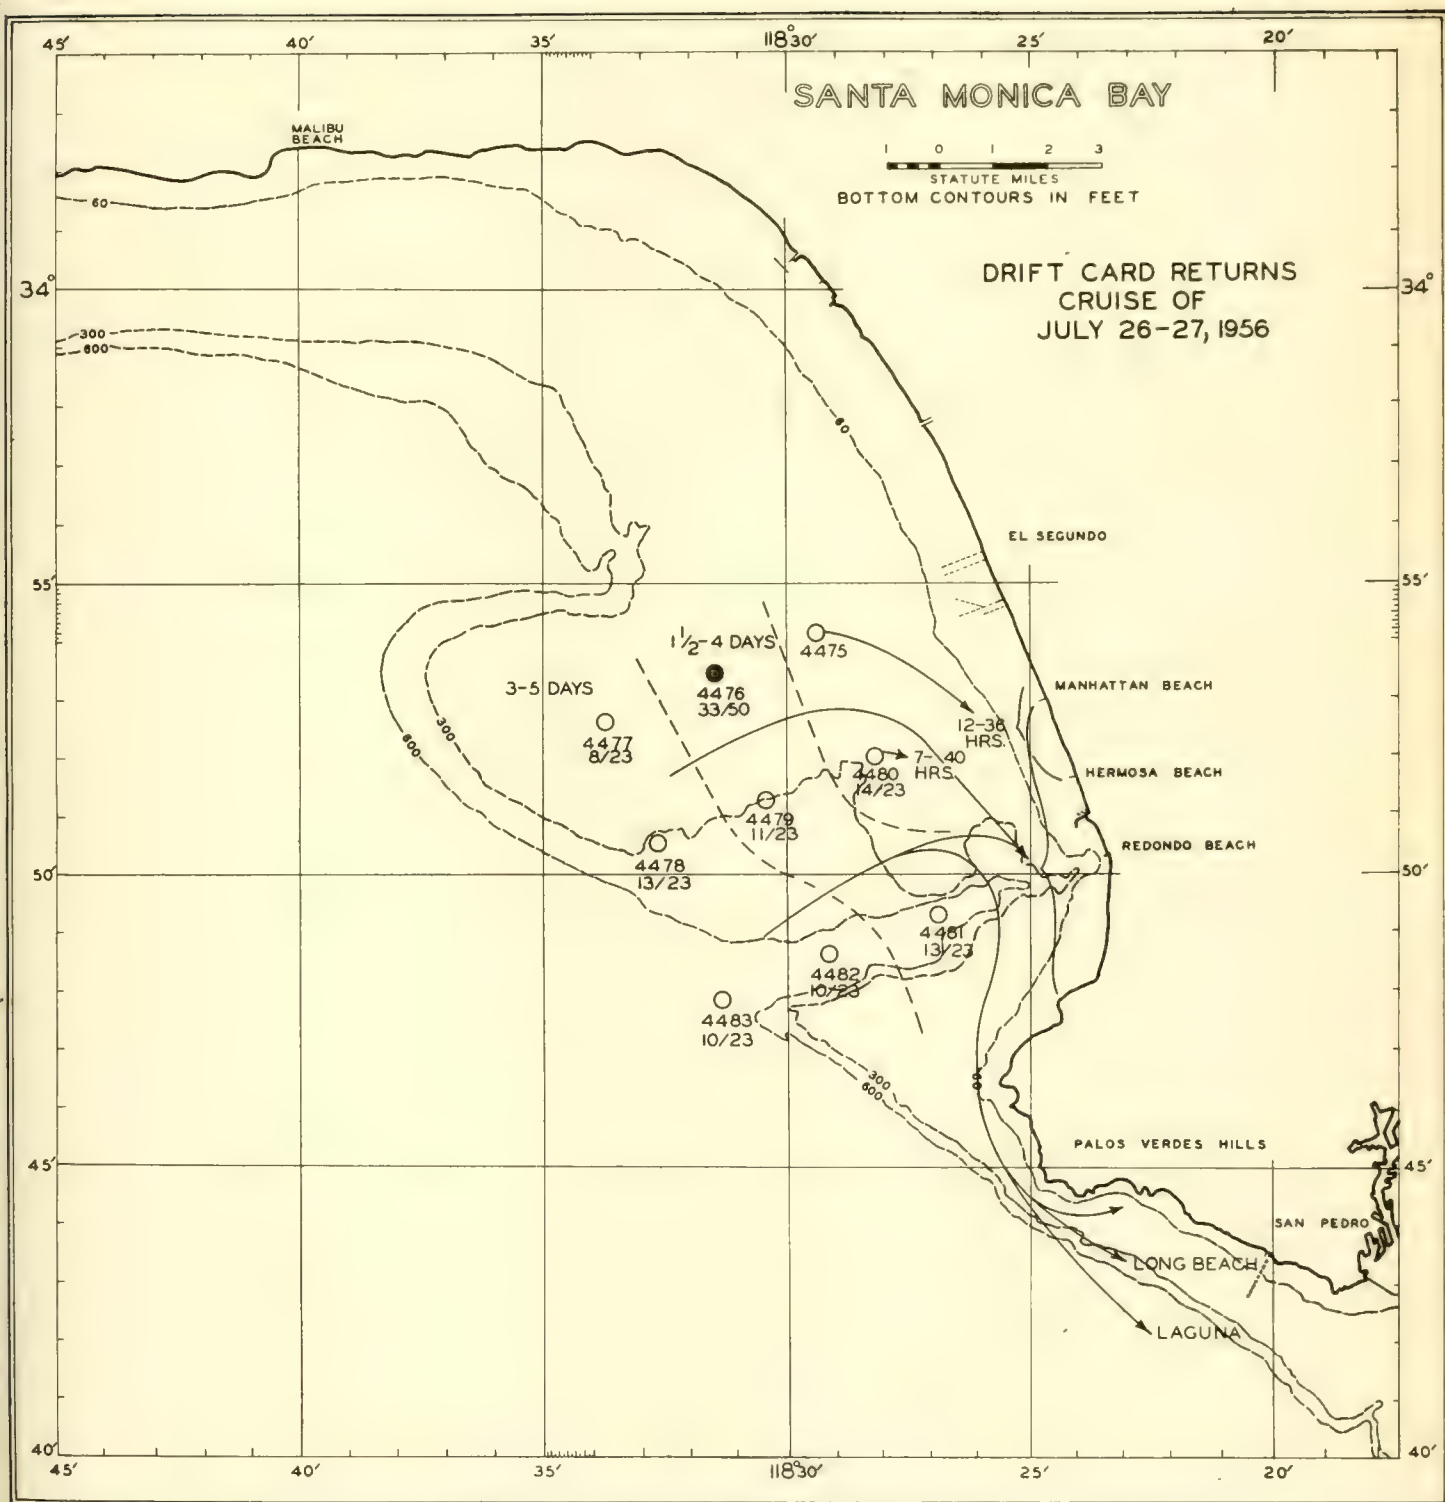 45′ 40′ 35′ 118°30′ 25′ 20′
SANTA MONICA BAY
MALIBU
BEACH
1 0 1 2 3
STATUTE MILES
BOTTOM CONTOURS IN FEET
60
DRIFT CARD RETURNS
CRUISE OF
JULY 26-27, 1956
34° 34°
300
600
60
EL SEGUNDO
55′ 55′
1 1/2-4 DAYS
4475
3-5 DAYS
4476
33/50
MANHATTAN BEACH
12-36
HRS.
4477
8/23
600
300
7-40
HRS.
4480
14/23
HERMOSA BEACH
4479
11/23
REDONDO BEACH
4478
13/23
50′ 50′
4481
13/23
4482
10/23
4483
10/23
300
600
60
PALOS VERDES HILLS
45′ 45′
SAN PEDRO
LONG BEACH
LAGUNA
40′ 40′
45′ 40′ 35′ 118°30′ 25′ 20′